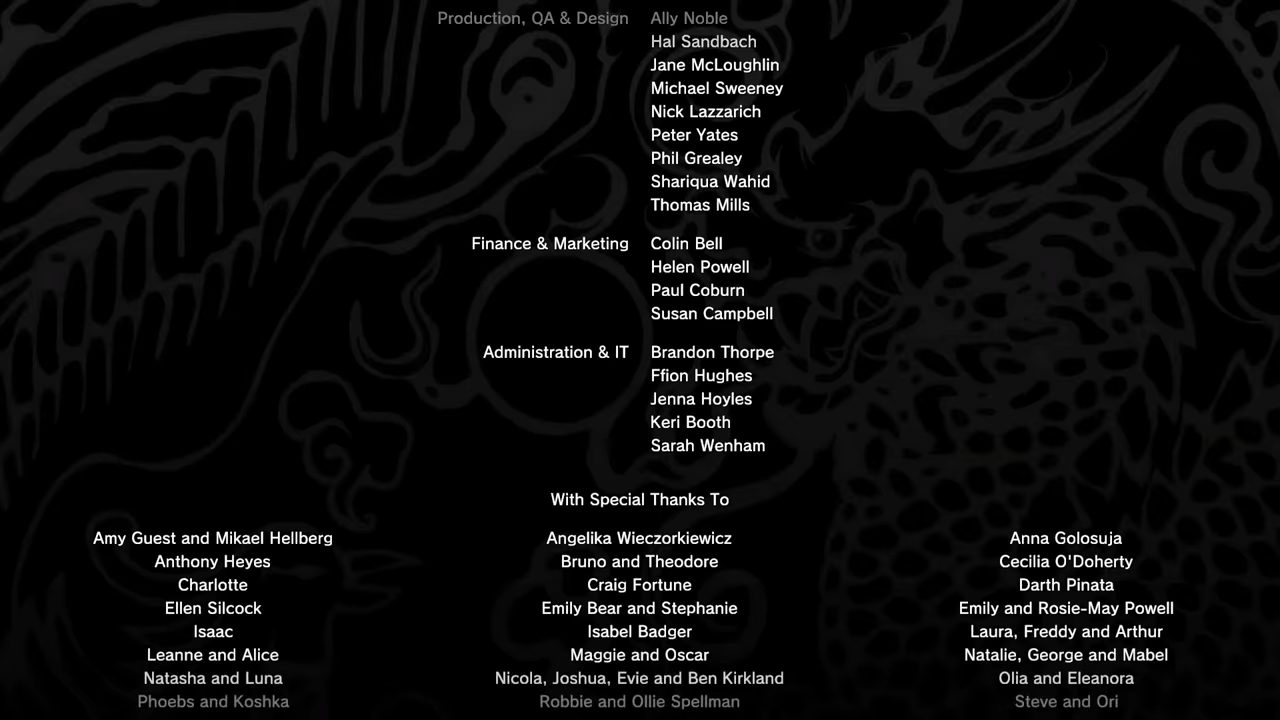 Production, QA & Design Ally Noble
Hal Sandbach
Jane McLoughlin
Michael Sweeney
Nick Lazzarich
Peter Yates
Phil Grealey
Shariqua Wahid
Thomas Mills
Finance & Marketing Colin Bell
Helen Powell
Paul Coburn
Susan Campbell
Administration & IT Brandon Thorpe
Ffion Hughes
Jenna Hoyles
Keri Booth
Sarah Wenham
With Special Thanks To
Amy Guest and Mikael Hellberg Angelika Wieczorkiewicz Anna Golosuja
Anthony Heyes Bruno and Theodore Cecilia O'Doherty
Charlotte Craig Fortune Darth Pinata
Ellen Silcock Emily Bear and Stephanie Emily and Rosie-May Powell
Isaac Isabel Badger Laura, Freddy and Arthur
Leanne and Alice Maggie and Oscar Natalie, George and Mabel
Natasha and Luna Nicola, Joshua, Evie and Ben Kirkland Olia and Eleanora
Phoebs and Koshka Robbie and Ollie Spellman Steve and Ori